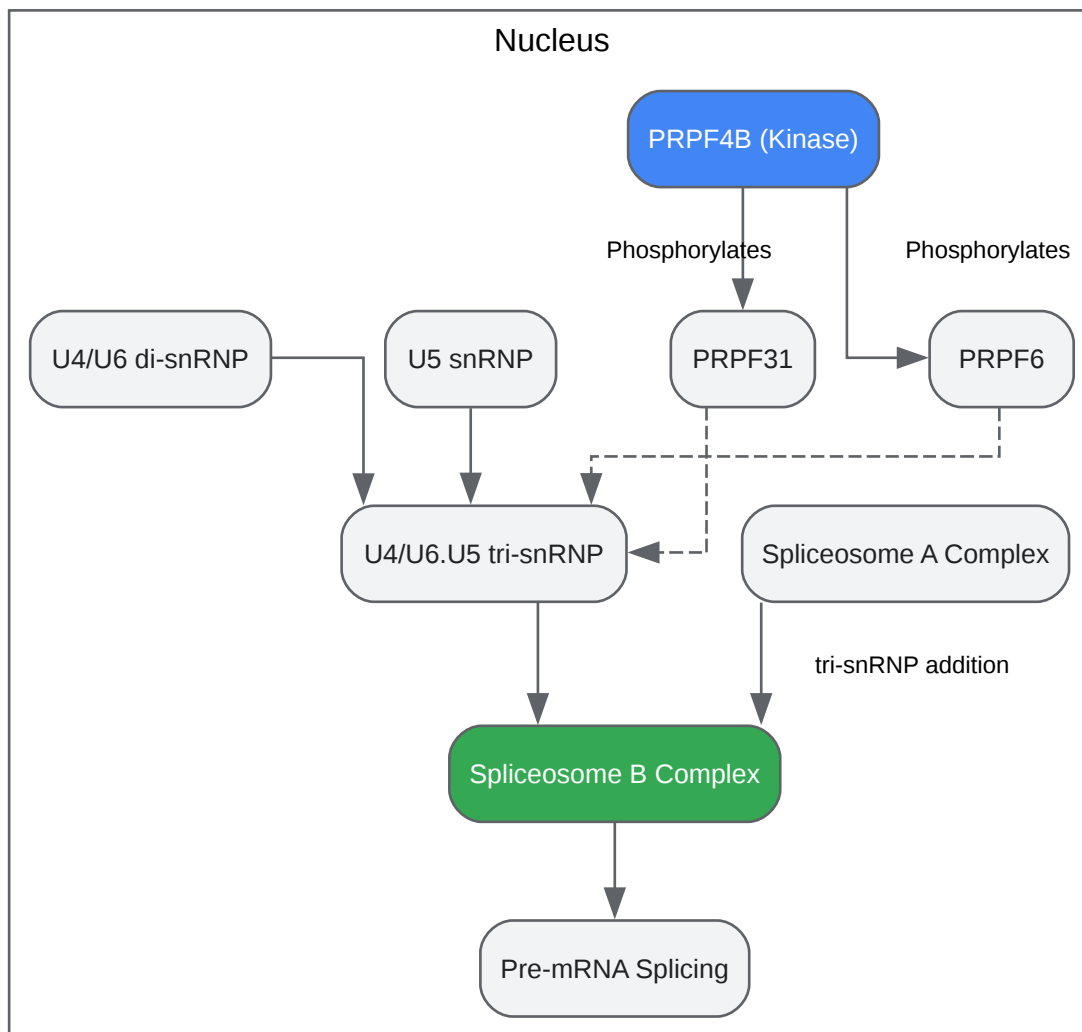 Nucleus
PRPF4B (Kinase)
Phosphorylates
Phosphorylates
U4/U6 di-snRNP
U5 snRNP
PRPF31
PRPF6
U4/U6.U5 tri-snRNP
Spliceosome A Complex
tri-snRNP addition
Spliceosome B Complex
Pre-mRNA Splicing